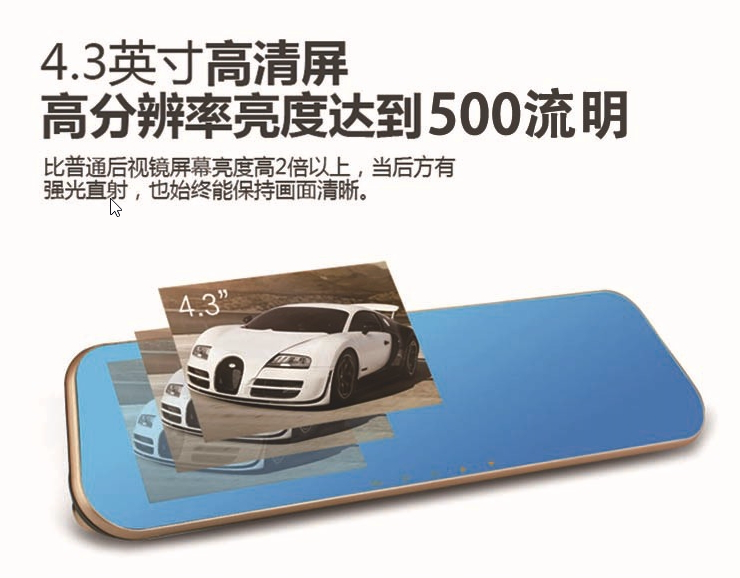 4.3英寸高清屏
高分辨率亮度达到500流明
比普通后视镜屏幕亮度高2倍以上，当后方有
强光直射，也始终能保持画面清晰。
4.3”